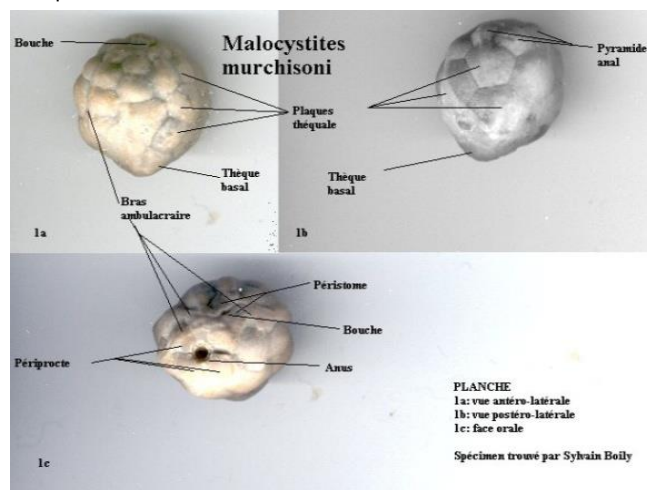 Bouche
Malocystites
murchisoni
Pyramide
anal
Plaques
théquale
Thèque
basal
Thèque
basal
Bras
ambulacraire
1a
1b
Péristome
Bouche
Périprocte
Anus
PLANCHE
1a: vue antéro-latérale
1b: vue postéro-latérale
1c: face orale
Spécimen trouvé par Sylvain Boily
1c